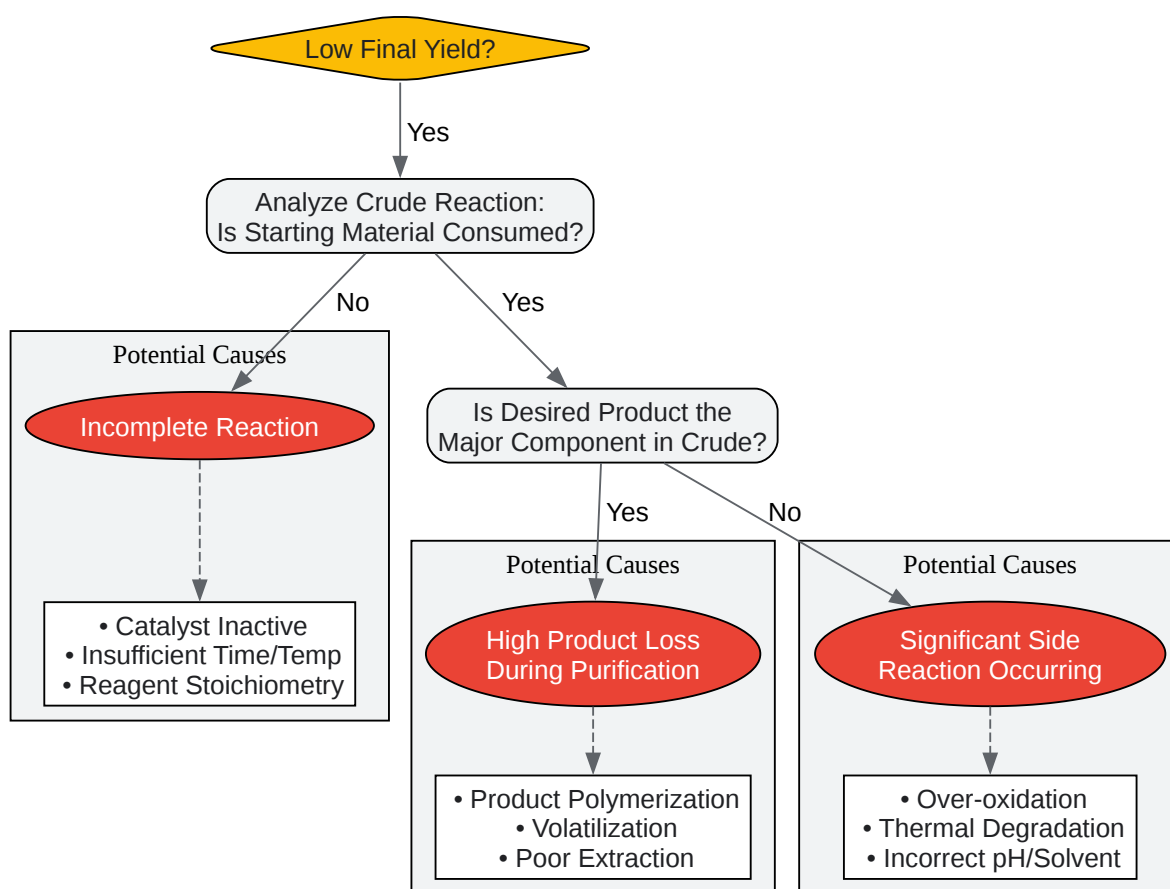 Low Final Yield?
Yes
Analyze Crude Reaction:
Is Starting Material Consumed?
No
Yes
Potential Causes
Incomplete Reaction
• Catalyst Inactive
• Insufficient Time/Temp
• Reagent Stoichiometry
Is Desired Product the
Major Component in Crude?
Yes
No
Potential Causes
High Product Loss
During Purification
• Product Polymerization
• Volatilization
• Poor Extraction
Potential Causes
Significant Side
Reaction Occurring
• Over-oxidation
• Thermal Degradation
• Incorrect pH/Solvent